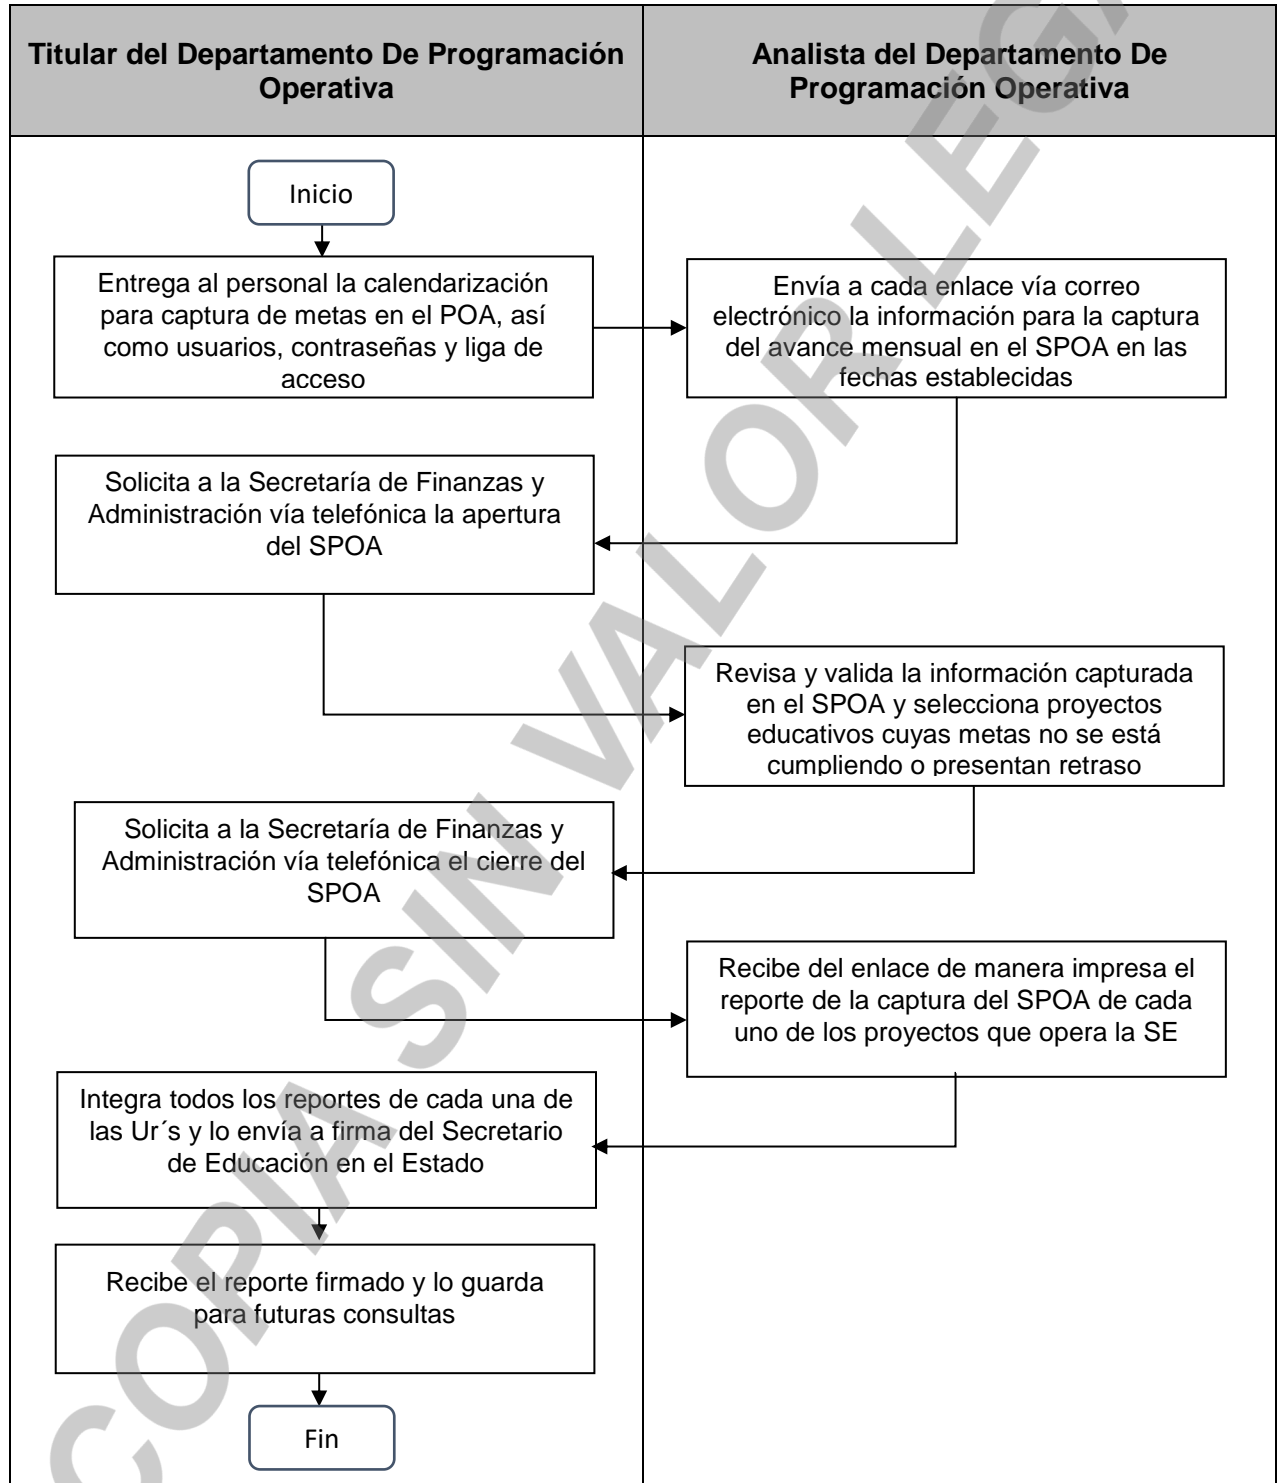 Titular del Departamento De Programación
Operativa
Analista del Departamento De
Programación Operativa
Inicio
Entrega al personal la calendarización
para captura de metas en el POA, así
como usuarios, contraseñas y liga de
acceso
Envía a cada enlace vía correo
electrónico la información para la captura
del avance mensual en el SPOA en las
fechas establecidas
Solicita a la Secretaría de Finanzas y
Administración vía telefónica la apertura
del SPOA
Revisa y valida la información capturada
en el SPOA y selecciona proyectos
educativos cuyas metas no se está
cumpliendo o presentan retraso
Solicita a la Secretaría de Finanzas y
Administración vía telefónica el cierre del
SPOA
Recibe del enlace de manera impresa el
reporte de la captura del SPOA de cada
uno de los proyectos que opera la SE
Integra todos los reportes de cada una de
las Ur´s y lo envía a firma del Secretario
de Educación en el Estado
Recibe el reporte firmado y lo guarda
para futuras consultas
Fin
COPIA SIN VALOR LEGA